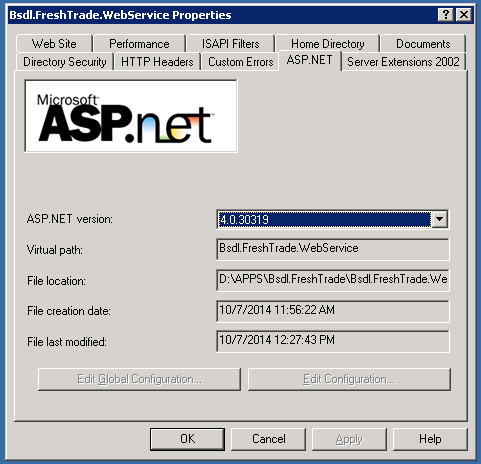 Bsdl.FreshTrade.WebService Properties
Web Site Performance ISAPI Filters Home Directory Documents
Directory Security HTTP Headers Custom Errors ASP.NET Server Extensions 2002
Microsoft
ASP.net
ASP.NET version: 4.0.30319
Virtual path: Bsdl.FreshTrade.WebService
File location: D:\APPS\Bsdl.FreshTrade\Bsdl.FreshTrade.We
File creation date: 10/7/2014 11:56:22 AM
File last modified: 10/7/2014 12:27:43 PM
Edit Global Configuration... Edit Configuration...
OK Cancel Apply Help